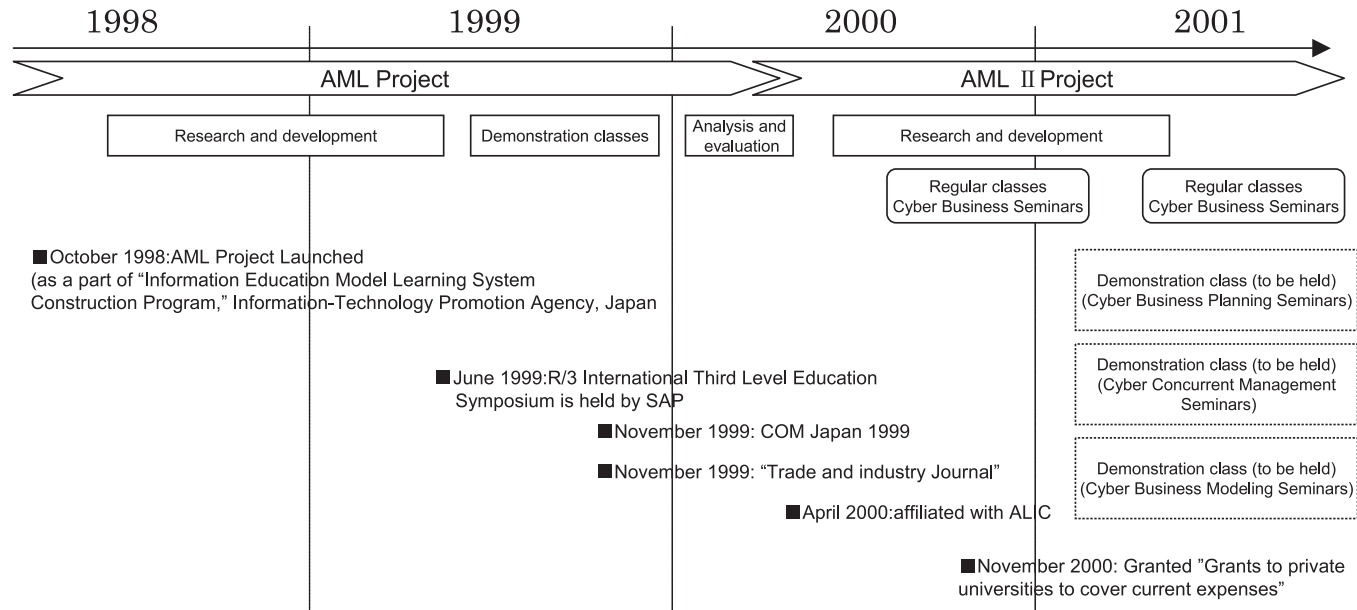 1998
1999
2000
2001
AML Project
AML Ⅱ Project
Research and development
Demonstration classes
Analysis and
evaluation
Research and development
Regular classes
Cyber Business Seminars
Regular classes
Cyber Business Seminars
■October 1998:AML Project Launched
(as a part of “Information Education Model Learning System
Construction Program,” Information-Technology Promotion Agency, Japan
Demonstration class (to be held)
(Cyber Business Planning Seminars)
■June 1999:R/3 International Third Level Education
Symposium is held by SAP
Demonstration class (to be held)
(Cyber Concurrent Management
Seminars)
■November 1999: COM Japan 1999
■November 1999: “Trade and industry Journal”
Demonstration class (to be held)
(Cyber Business Modeling Seminars)
■April 2000:affiliated with ALIC
■November 2000: Granted ”Grants to private
universities to cover current expenses”